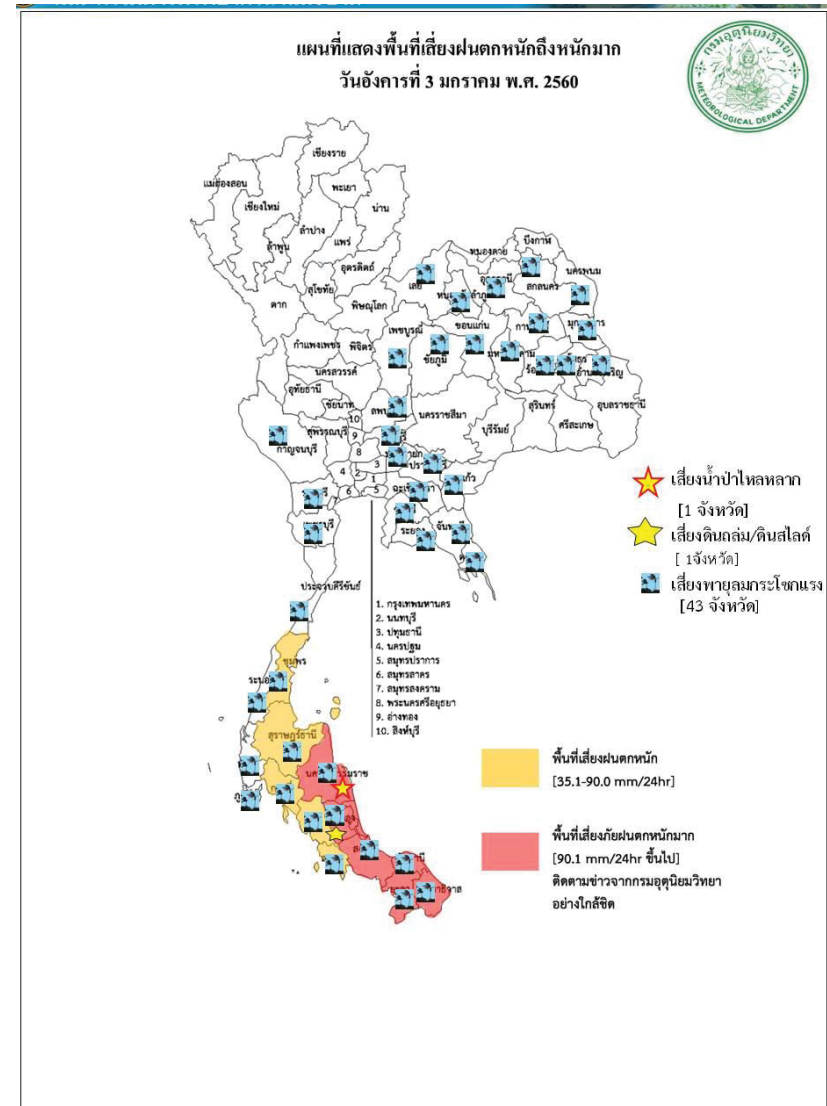 แผนที่แสดงพื้นที่เสี่ยงฝนตกหนักถึงหนักมาก
วันอังคารที่ 3 มกราคม พ.ศ. 2560
กรมอุตุนิยมวิทยา
METEOROLOGICAL DEPARTMENT
เชียงราย
แม่ฮ่องสอน
พะเยา
เชียงใหม่
น่าน
ลำปาง
ลำพูน
แพร่
บึงกาฬ
หนองคาย
อุตรดิตถ์
นครพนม
สุโขทัย
เลย
สกลนคร
ตาก
พิษณุโลก
เพชรบูรณ์
ขอนแก่น
กำแพงเพชร
พิจิตร
ชัยภูมิ
นครสวรรค์
อุทัยธานี
ชัยนาท
นครราชสีมา
บุรีรัมย์
สุรินทร์
ศรีสะเกษ
อุบลราชธานี
สุพรรณบุรี
กาญจนบุรี
10
9
8
3
4
2
1
7
6
5
ระยอง
ประจวบคีรีขันธ์
เสี่ยงน้ำป่าไหลหลาก
[1 จังหวัด]
เสี่ยงดินถล่ม/ดินสไลด์
[ 1จังหวัด]
เสี่ยงพายุลมกระโชกแรง
[43 จังหวัด]
1. กรุงเทพมหานคร
2. นนทบุรี
3. ปทุมธานี
4. นครปฐม
5. สมุทรปราการ
6. สมุทรสาคร
7. สมุทรสงคราม
8. พระนครศรีอยุธยา
9. อ่างทอง
10. สิงห์บุรี
ชุมพร
สุราษฎร์ธานี
พื้นที่เสี่ยงฝนตกหนัก
[35.1-90.0 mm/24hr]
พื้นที่เสี่ยงภัยฝนตกหนักมาก
[90.1 mm/24hr ขึ้นไป]
ติดตามข่าวจากกรมอุตุนิยมวิทยา
อย่างใกล้ชิด